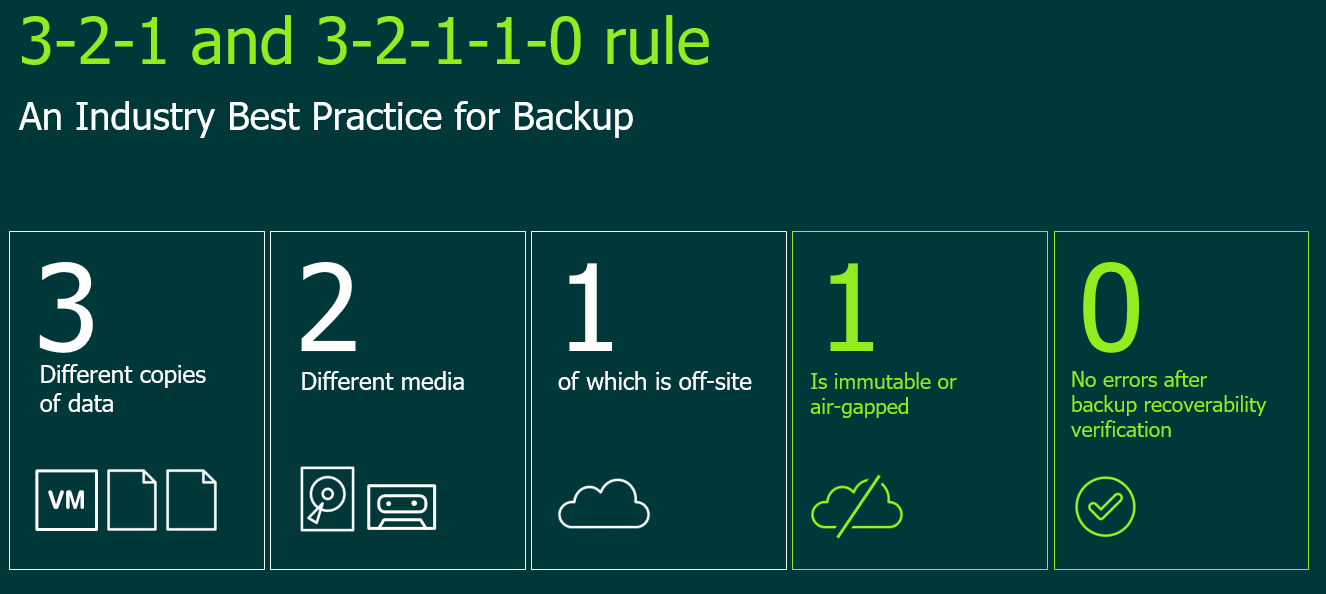 3-2-1 and 3-2-1-1-0 rule
An Industry Best Practice for Backup
3
Different copies
of data
VM
2
Different media
1
of which is off-site
1
Is immutable or
air-gapped
0
No errors after
backup recoverability
verification